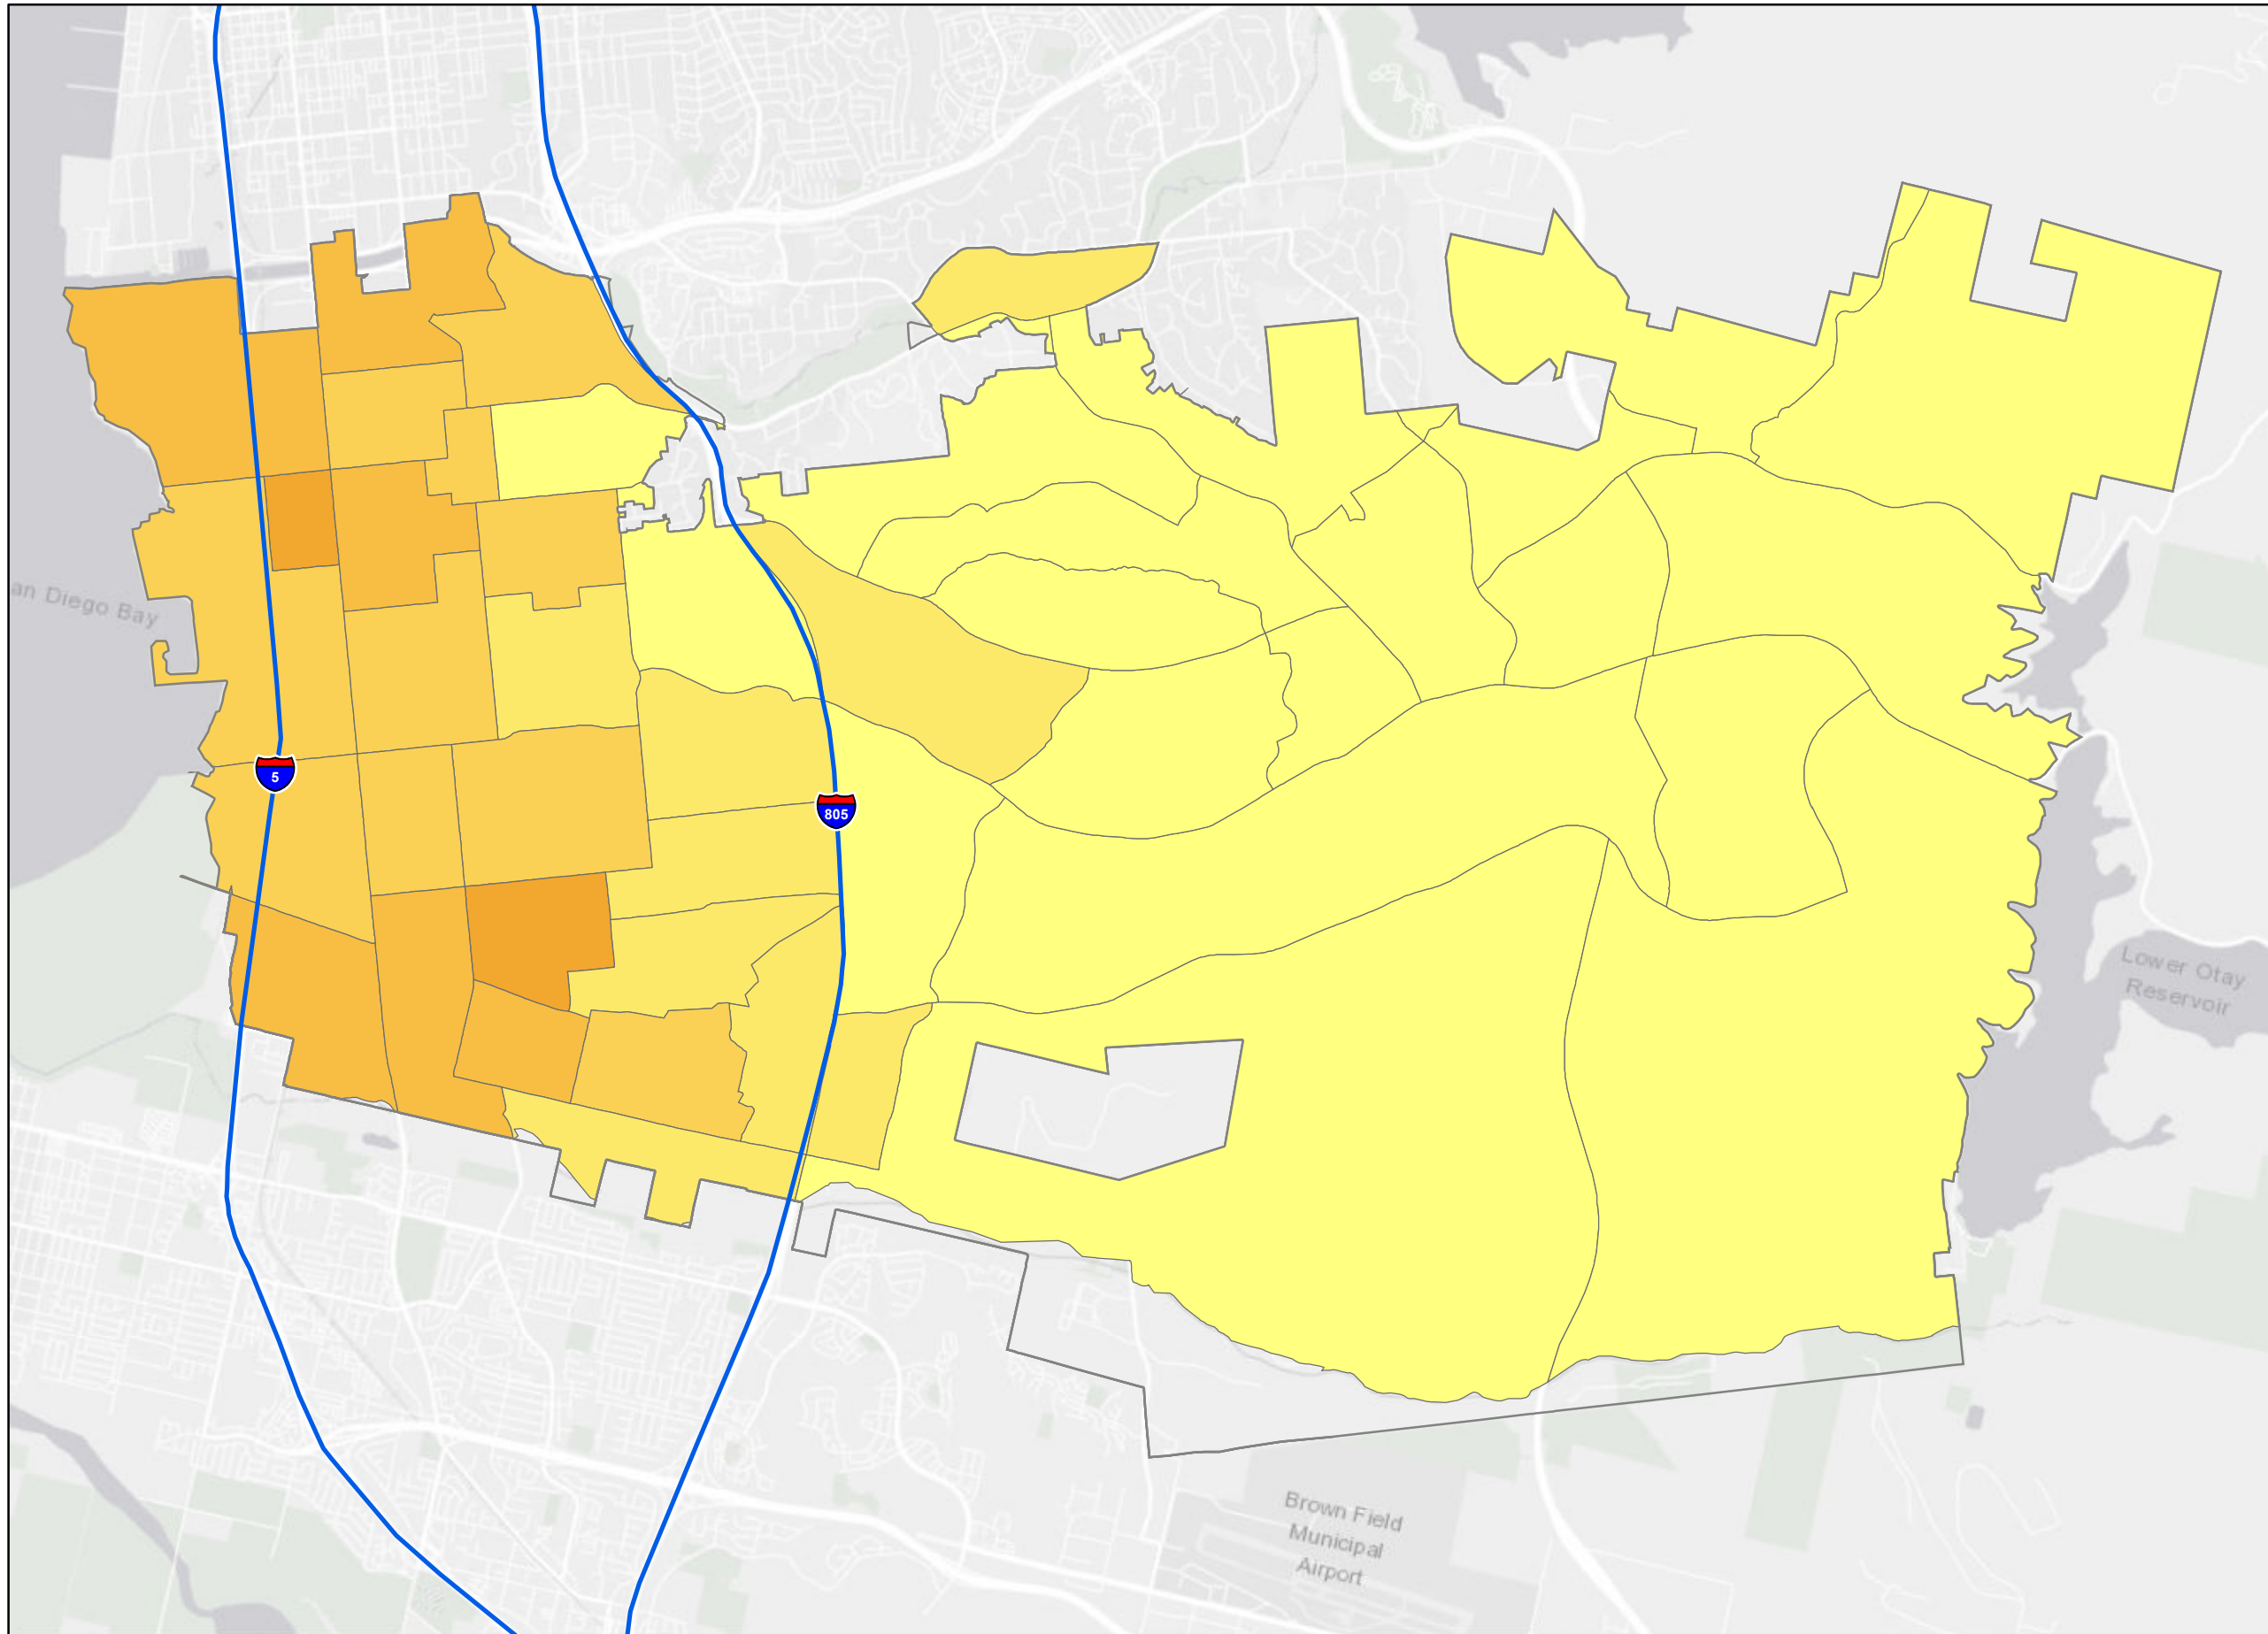 an Diego Bay
5
805
Lower Otay
Reservoir
Brown Field
Municipal
Airport